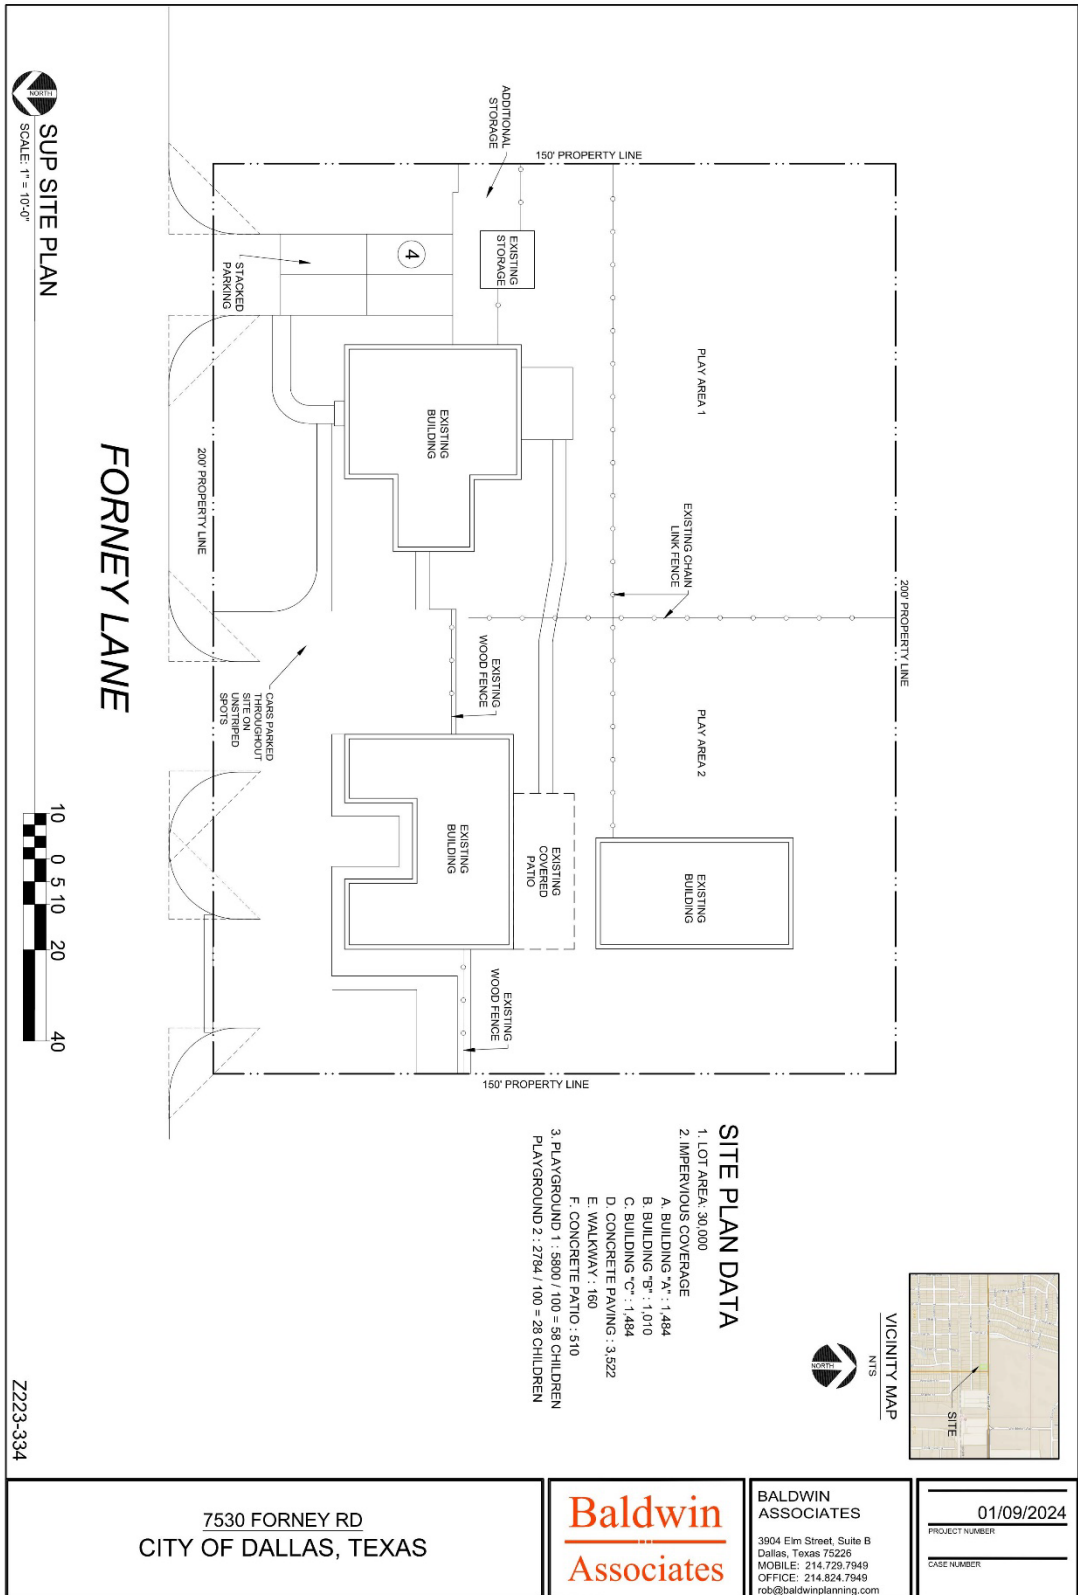 NORTH
SUP SITE PLAN
SCALE: 1" = 10'-0"
FORNEY LANE
10 0 5 10 20 40
ADDITIONAL
STORAGE
150' PROPERTY LINE
EXISTING
STORAGE
4
STACKED
PARKING
EXISTING
BUILDING
PLAY AREA 1
200' PROPERTY LINE
EXISTING CHAIN
LINK FENCE
200' PROPERTY LINE
EXISTING
WOOD FENCE
CARS PARKED
THROUGHOUT
SITE ON
UNSTRIPED
SPOTS
PLAY AREA 2
EXISTING
BUILDING
EXISTING
COVERED
PATIO
EXISTING
BUILDING
EXISTING
WOOD FENCE
150' PROPERTY LINE
SITE PLAN DATA
1. LOT AREA: 30,000
2. IMPERVIOUS COVERAGE
A. BUILDING "A" : 1,484
B. BUILDING "B" : 1,010
C. BUILDING "C" : 1,484
D. CONCRETE PAVING : 3,522
E. WALKWAY : 160
F. CONCRETE PATIO : 510
3. PLAYGROUND 1 : 5800 / 100 = 58 CHILDREN
PLAYGROUND 2 : 2784 / 100 = 28 CHILDREN
SITE
VICINITY MAP
NTS
NORTH
Z223-334
7530 FORNEY RD
CITY OF DALLAS, TEXAS
Baldwin
Associates
BALDWIN
ASSOCIATES
3904 Elm Street, Suite B
Dallas, Texas 75226
MOBILE: 214.729.7949
OFFICE: 214.824.7949
rob@baldwinplanning.com
01/09/2024
PROJECT NUMBER
CASE NUMBER